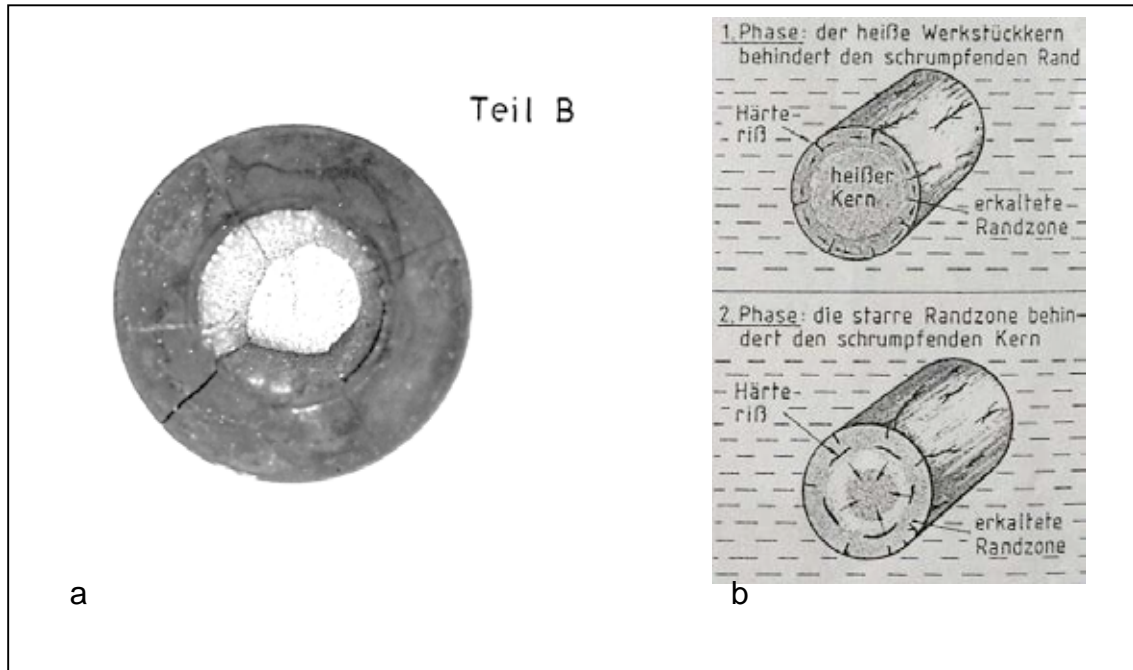 Teil B
a
1. Phase: der heiße Werkstückkern
behindert den schrumpfenden Rand
Härte-
riß
heißer
Kern.
erkaltete
Randzone
2. Phase: die starre Randzone behin-
dert den schrumpfenden Kern
Härte-
riß
erkaltete
Randzone
b